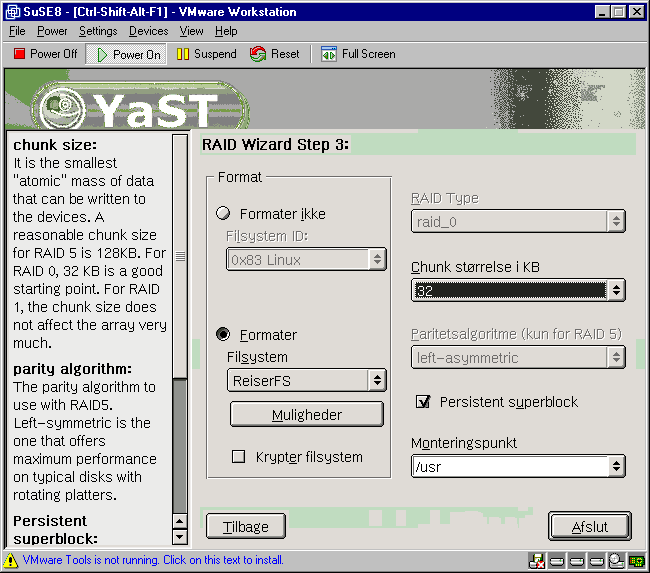 SuSE8 - [Ctrl-Shift-Alt-F1] - VMware Workstation
File Power Settings Devices View Help
Power Off Power On Suspend Reset Full Screen
YaST
chunk size:
It is the smallest
"atomic" mass of data
that can be written to
the devices. A
reasonable chunk size
for RAID 5 is 128KB. For
RAID 0, 32 KB is a good
starting point. For RAID
1, the chunk size does
not affect the array very
much.
parity algorithm:
The parity algorithm to
use with RAID5.
Left-symmetric is the
one that offers
maximum performance
on typical disks with
rotating platters.
Persistent
superblock:
RAID Wizard Step 3:
Format
Formater ikke
Filsystem ID:
0x83 Linux
Formater
Filsystem
ReiserFS
Muligheder
Krypter filsystem
RAID Type
raid_0
Chunk størrelse i KB
32
Paritetsalgoritme (kun for RAID 5)
left-asymmetric
Persistent superblock
Monteringspunkt
/usr
Tilbage
Afslut
VMware Tools is not running. Click on this text to install.